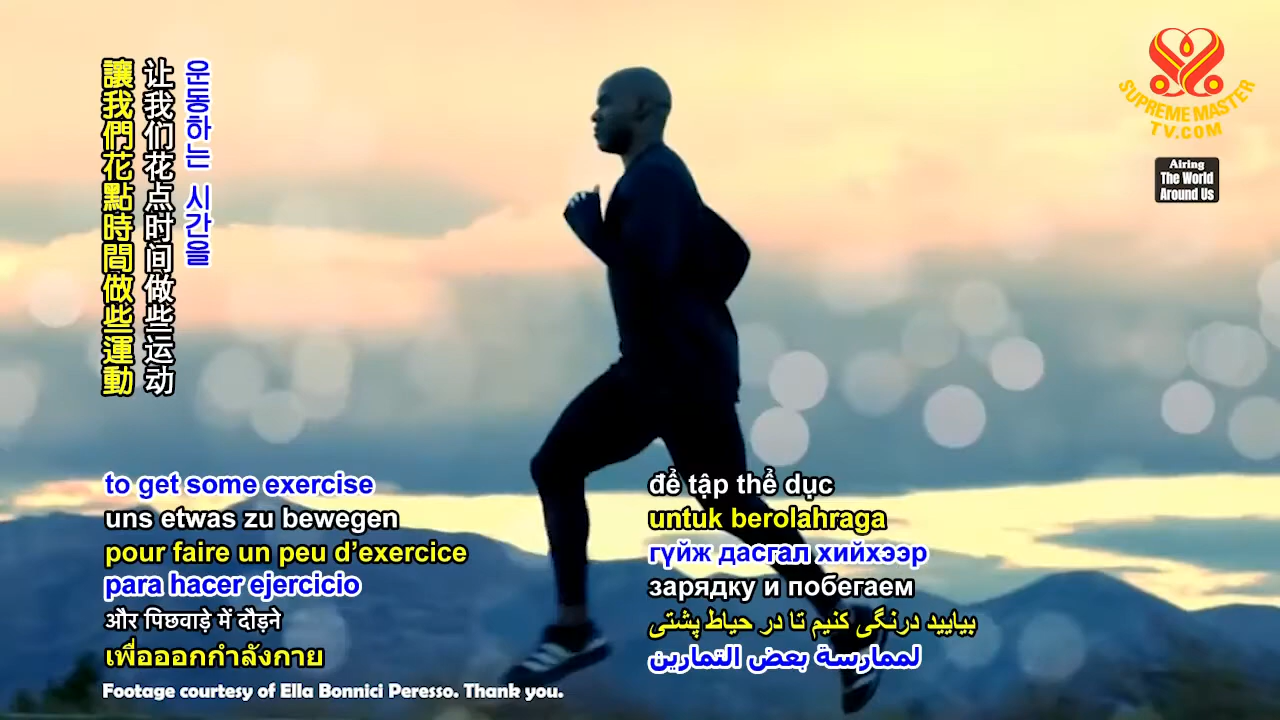 讓我們花點時間做些運動
让我们花点时间做些运动
운동하는 시간을
SUPREME MASTER
TV.COM
Airing
The World
Around Us
to get some exercise
uns etwas zu bewegen
pour faire un peu d’exercice
para hacer ejercicio
और पिछवाड़े में दौड़ने
เพื่อออกกำลังกาย
để tập thể dục
untuk berolahraga
гүйж дасгал хийхээр
зарядку и побегаем
بیایید درنگی کنیم تا در حیاط پشتی
لممارسة بعض التمارين
Footage courtesy of Ella Bonnici Peresso. Thank you.